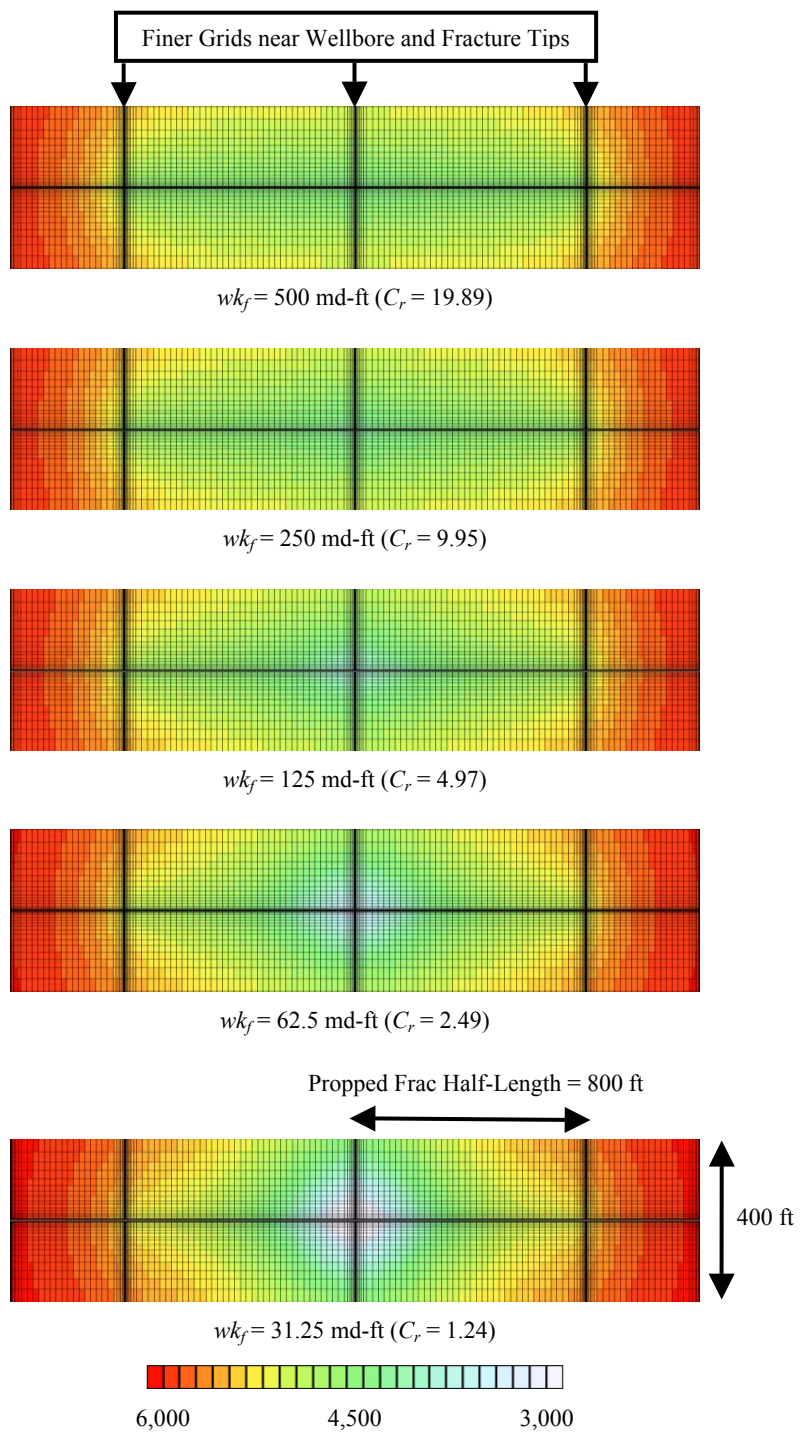 Finer Grids near Wellbore and Fracture Tips
wkf = 500 md-ft (Cr = 19.89)
wkf = 250 md-ft (Cr = 9.95)
wkf = 125 md-ft (Cr = 4.97)
wkf = 62.5 md-ft (Cr = 2.49)
Propped Frac Half-Length = 800 ft
400 ft
wkf = 31.25 md-ft (Cr = 1.24)
6,000 4,500 3,000